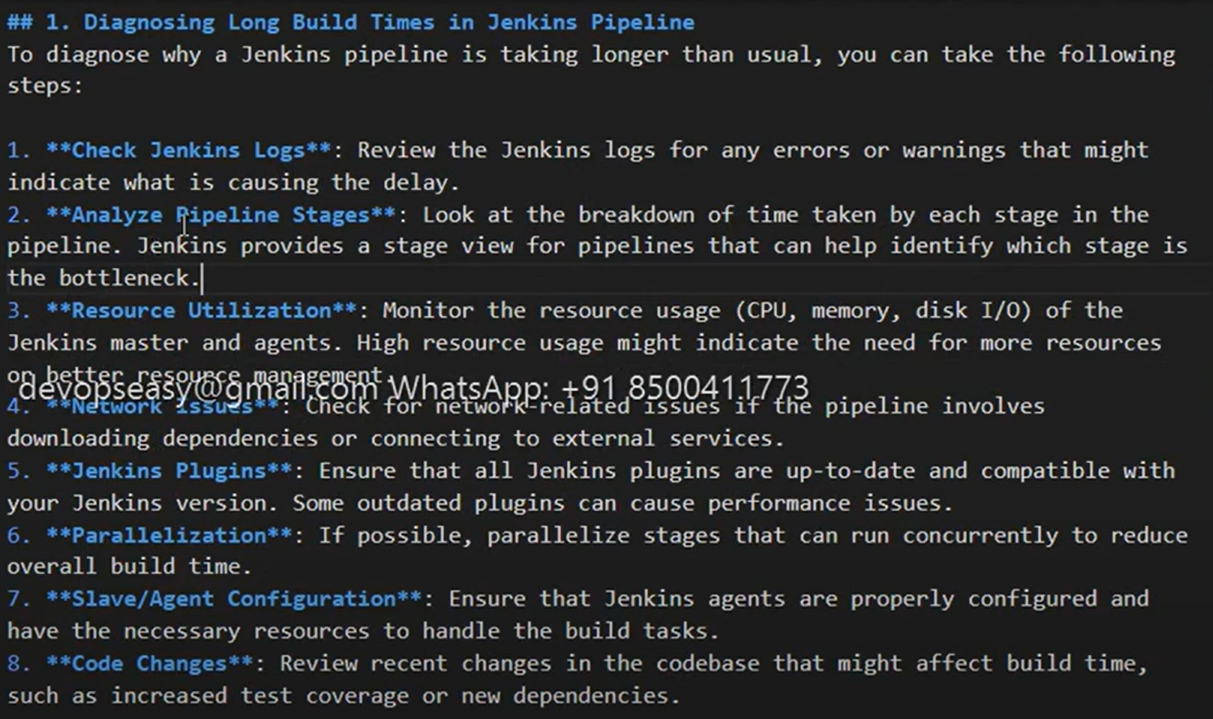 ## 1. Diagnosing Long Build Times in Jenkins Pipeline
To diagnose why a Jenkins pipeline is taking longer than usual, you can take the following
steps:
1. **Check Jenkins Logs**: Review the Jenkins logs for any errors or warnings that might
indicate what is causing the delay.
2. **Analyze Pipeline Stages**: Look at the breakdown of time taken by each stage in the
pipeline. Jenkins provides a stage view for pipelines that can help identify which stage is
the bottleneck.
3. **Resource Utilization**: Monitor the resource usage (CPU, memory, disk I/O) of the
Jenkins master and agents. High resource usage might indicate the need for more resources
or better resource management.
devopseasy@gmail.com WhatsApp: +91 8500411773
4. **Network Issues**: Check for network-related issues if the pipeline involves
downloading dependencies or connecting to external services.
5. **Jenkins Plugins**: Ensure that all Jenkins plugins are up-to-date and compatible with
your Jenkins version. Some outdated plugins can cause performance issues.
6. **Parallelization**: If possible, parallelize stages that can run concurrently to reduce
overall build time.
7. **Slave/Agent Configuration**: Ensure that Jenkins agents are properly configured and
have the necessary resources to handle the build tasks.
8. **Code Changes**: Review recent changes in the codebase that might affect build time,
such as increased test coverage or new dependencies.